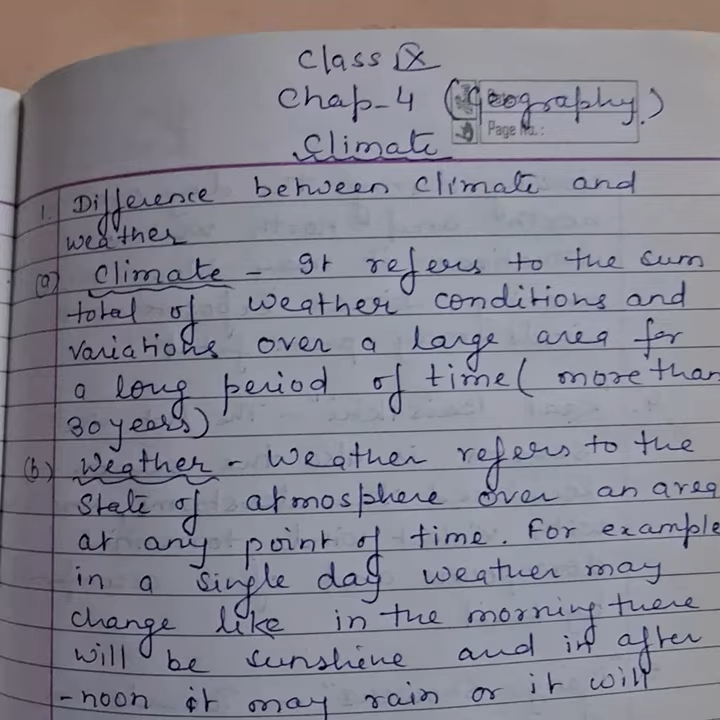 Class IX
Chap-4 (Geography.)
Page No.:
Climate
1. Difference between climate and
weather
(a) Climate - It refers to the sum
total of weather conditions and
variations over a large area for
a long period of time ( more than
30 years)
(b) Weather - Weather refers to the
State of atmosphere over an area
at any point of time. For example
in a single day weather may
change like in the morning there
will be sunshine and in after
-noon it may rain or it will